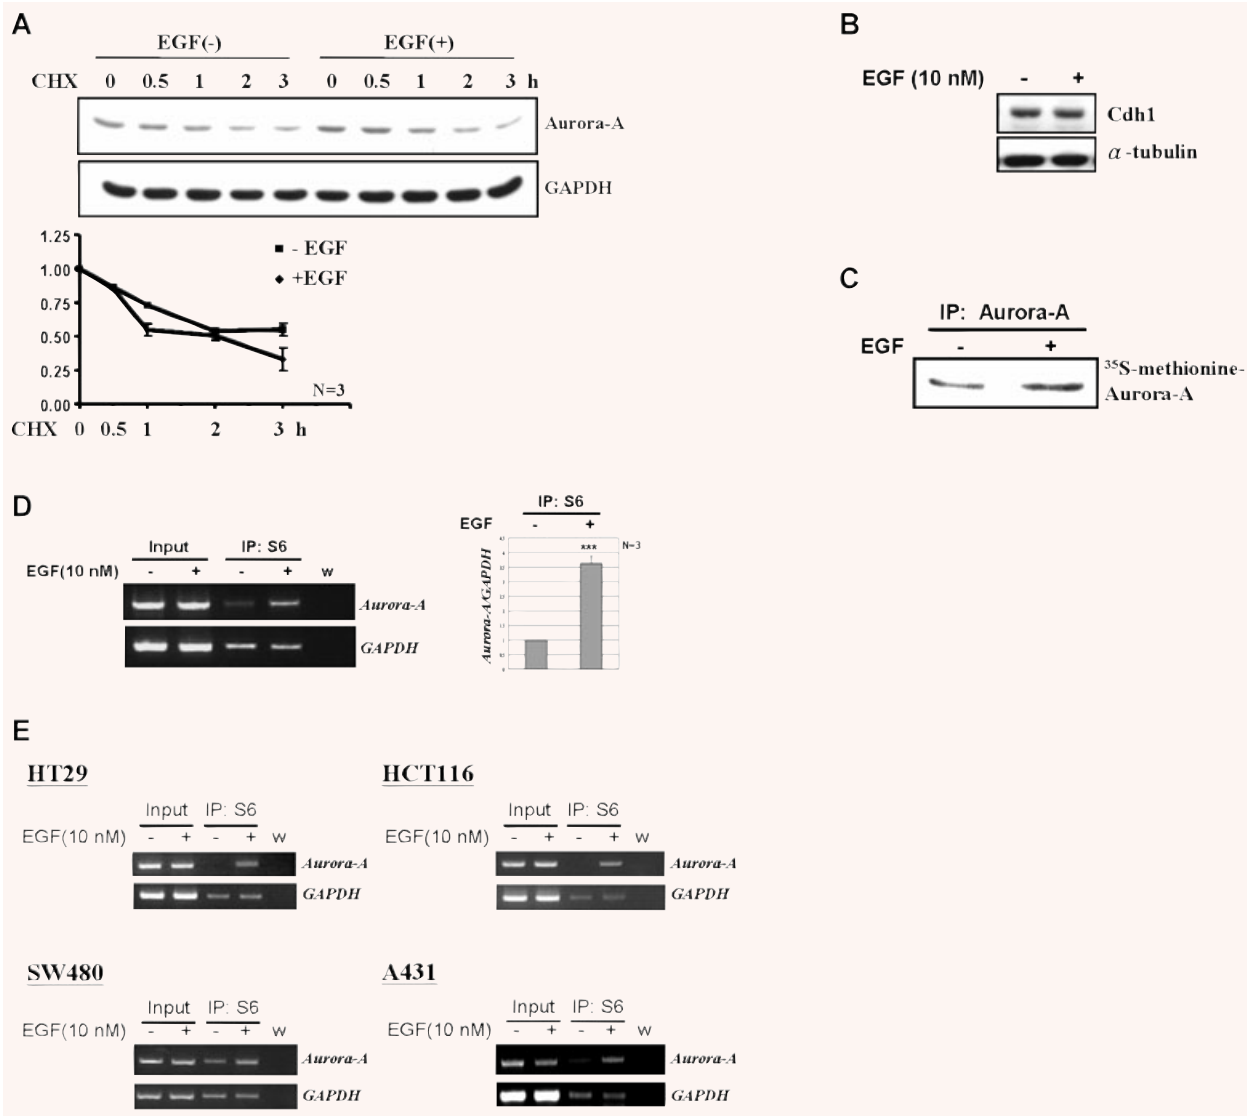 A
EGF(-) EGF(+)
CHX 0 0.5 1 2 3 0 0.5 1 2 3 h
Aurora-A
GAPDH
1.25
1.00
0.75
0.50
0.25
0.00
- EGF
+EGF
N=3
CHX 0 0.5 1 2 3 h
B
EGF (10 nM) - +
Cdh1
α-tubulin
C
IP: Aurora-A
EGF - +
35S-methionine-
Aurora-A
D
Input IP: S6
EGF(10 nM) - + - + w
Aurora-A
GAPDH
IP: S6
EGF - +
*** N=3
Aurora-A/GAPDH
E
HT29
Input IP: S6
EGF(10 nM) - + - + w
Aurora-A
GAPDH
HCT116
Input IP: S6
EGF(10 nM) - + - + w
Aurora-A
GAPDH
SW480
Input IP: S6
EGF(10 nM) - + - + w
Aurora-A
GAPDH
A431
Input IP: S6
EGF(10 nM) - + - + w
Aurora-A
GAPDH